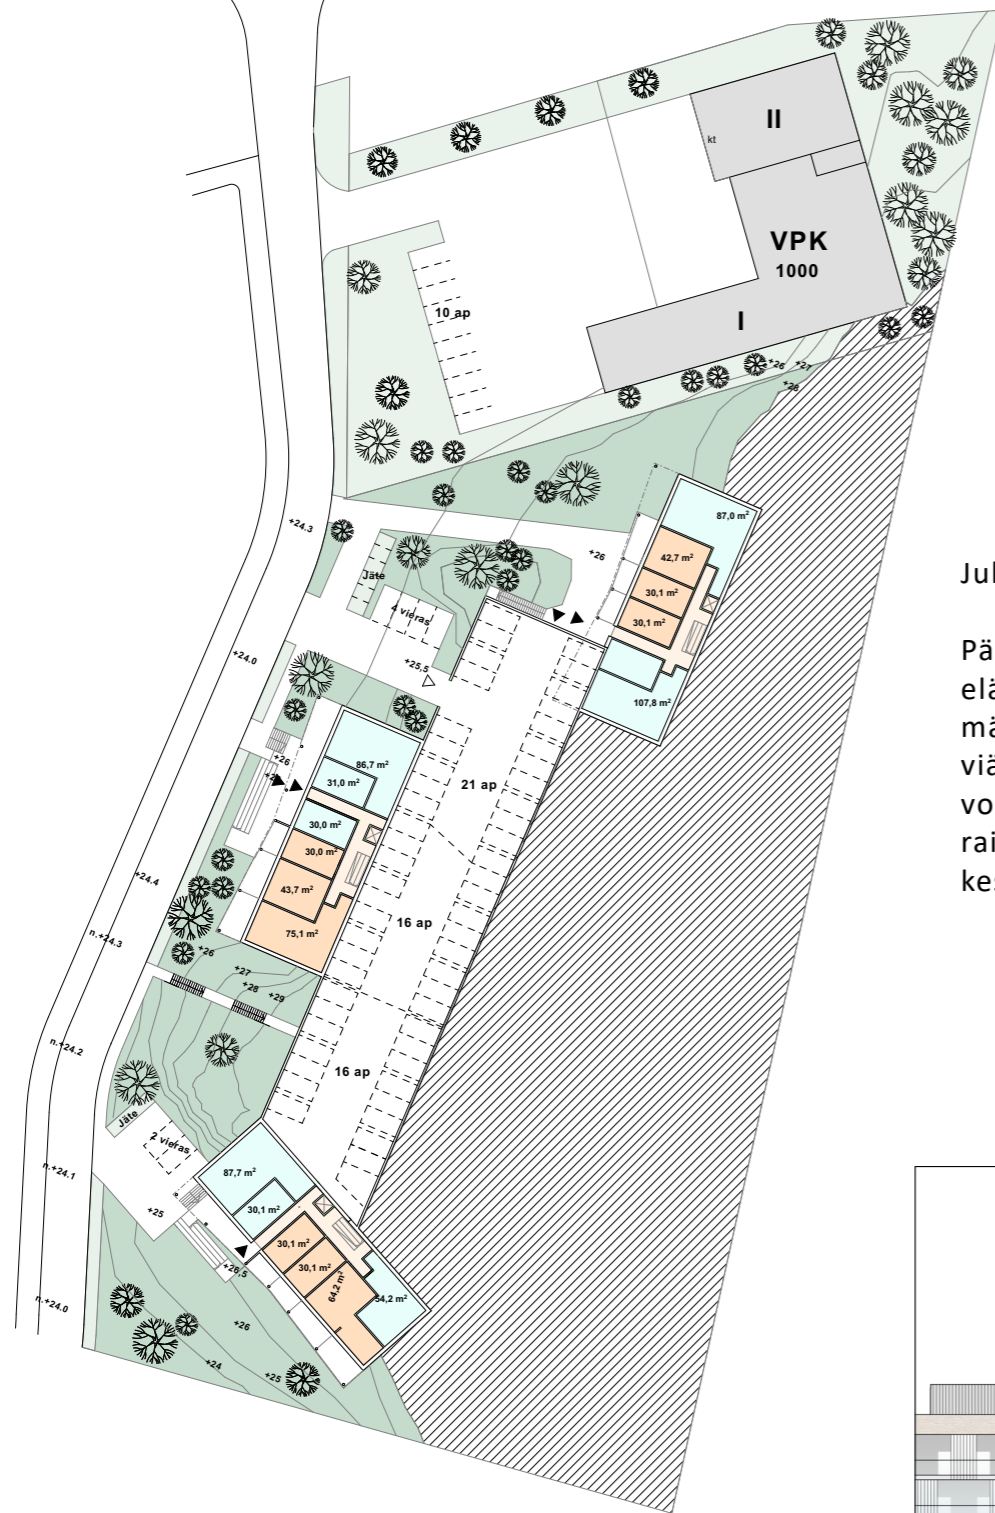 II
kt
VPK
1000
I
10 ap
+26
+27
+28
+24.3
Jäte
4 vieras
+26
87,0 m²
42,7 m²
30,1 m²
30,1 m²
107,8 m²
+24.0
+25,5
+26
86,7 m²
31,0 m²
30,0 m²
30,0 m²
43,7 m²
75,1 m²
21 ap
16 ap
16 ap
+24.4
n.+24.3
+26
+27
+28
+29
n.+24.2
Jäte
2 vieras
n.+24.1
+25
87,7 m²
30,1 m²
30,1 m²
30,1 m²
64,2 m²
54,2 m²
+26,5
n.+24.0
+26
+24
+25
Jul
Pä
elä
mä
viä
vo
rai
kes